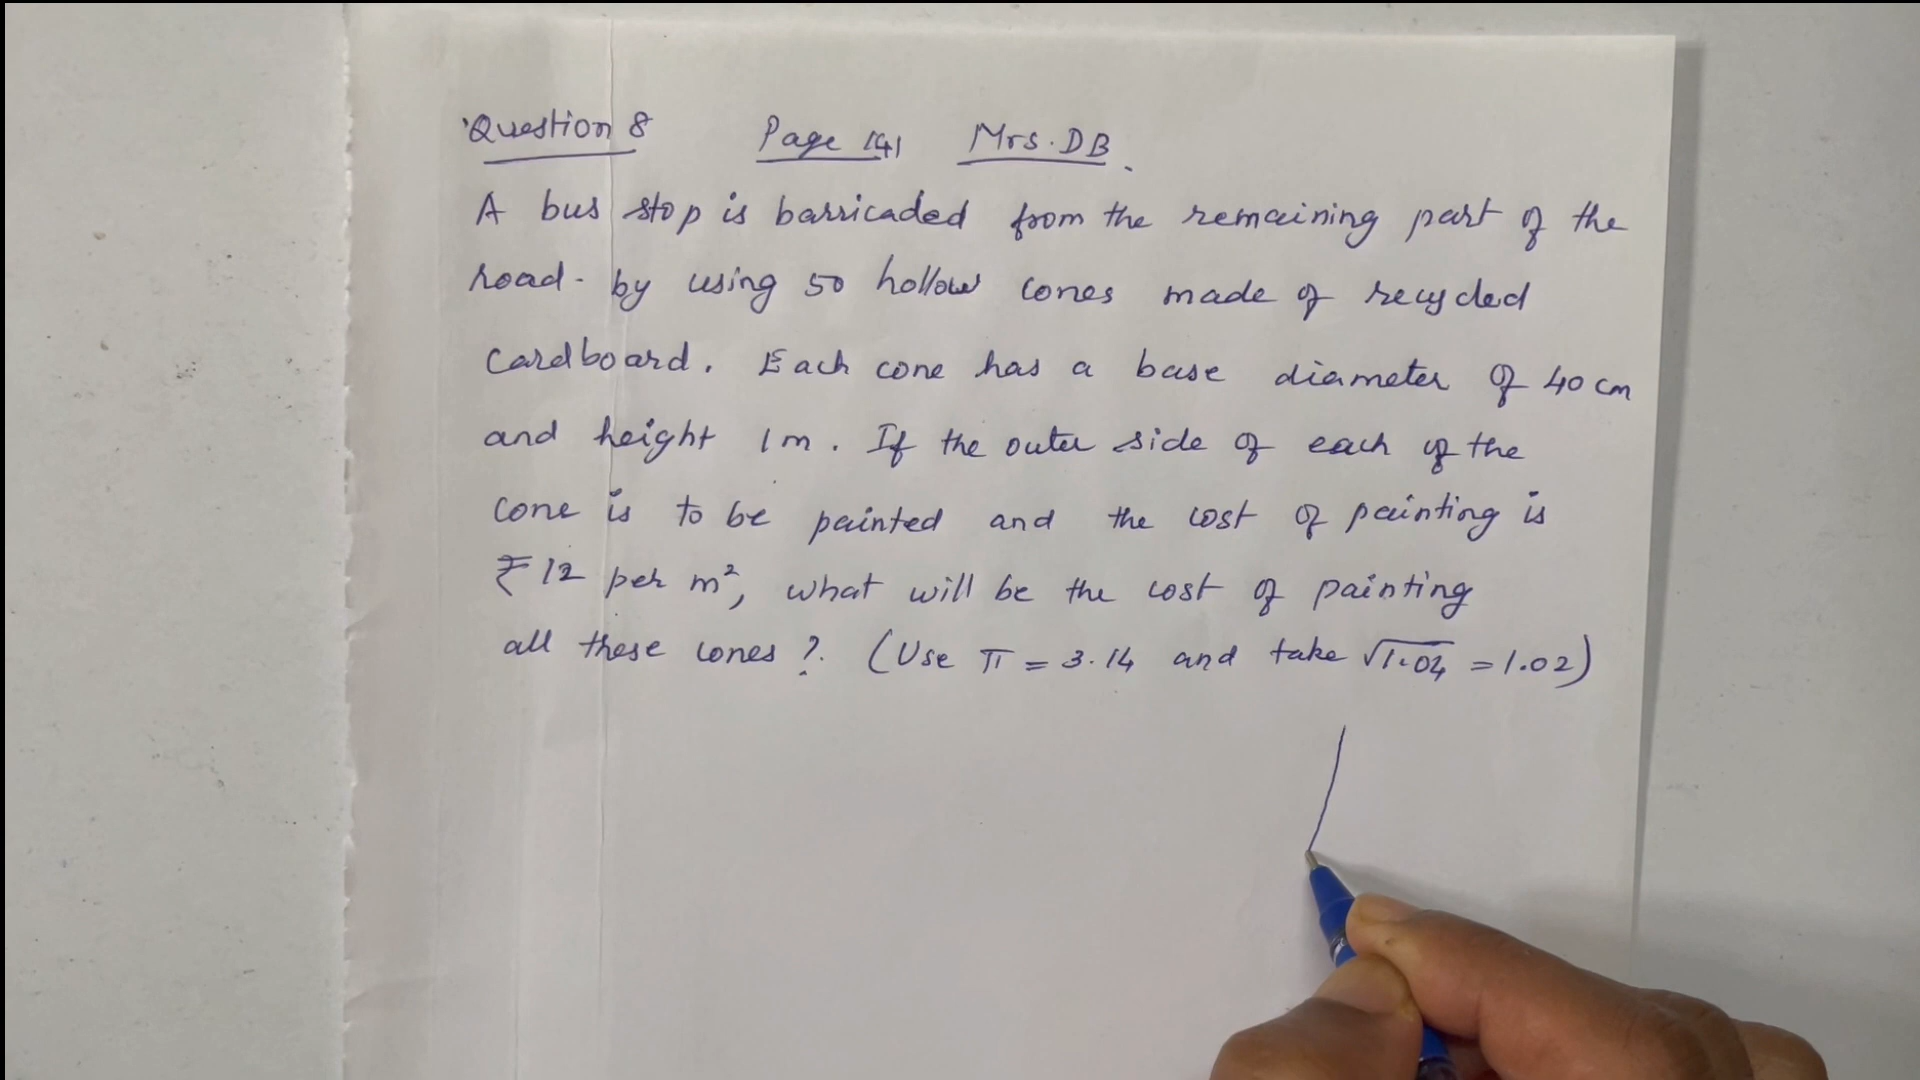 Question 8 Page 141 Mrs. DB.
A bus stop is barricaded from the remaining part of the
road by using 50 hollow cones made of recycled
cardboard. Each cone has a base diameter of 40 cm
and height 1m. If the outer side of each of the
cone is to be painted and the cost of painting is
₹12 per m², what will be the cost of painting
all these cones?. (Use π = 3.14 and take √1.04 = 1.02)